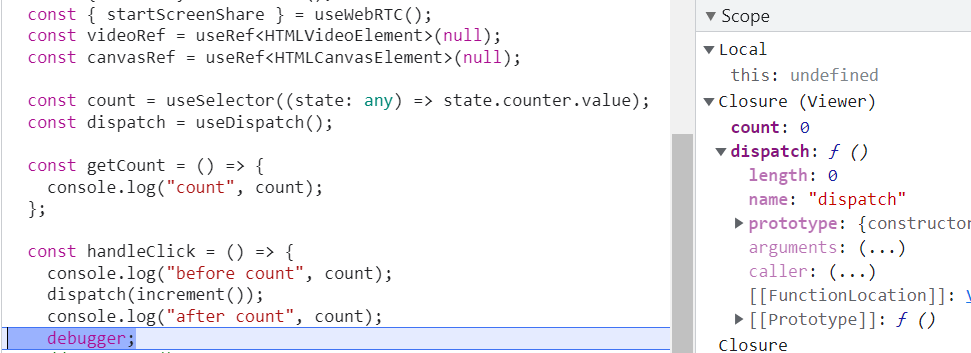 const { startScreenShare } = useWebRTC();
const videoRef = useRef<HTMLVideoElement>(null);
const canvasRef = useRef<HTMLCanvasElement>(null);
const count = useSelector((state: any) => state.counter.value);
const dispatch = useDispatch();
const getCount = () => {
console.log("count", count);
};
const handleClick = () => {
console.log("before count", count);
dispatch(increment());
console.log("after count", count);
debugger;
▼ Scope
▼ Local
this: undefined
▼ Closure (Viewer)
count: 0
▼ dispatch: ƒ ()
length: 0
name: "dispatch"
▶ prototype: {constructor
arguments: (...)
caller: (...)
[[FunctionLocation]]:
▶ [[Prototype]]: ƒ ()
Closure